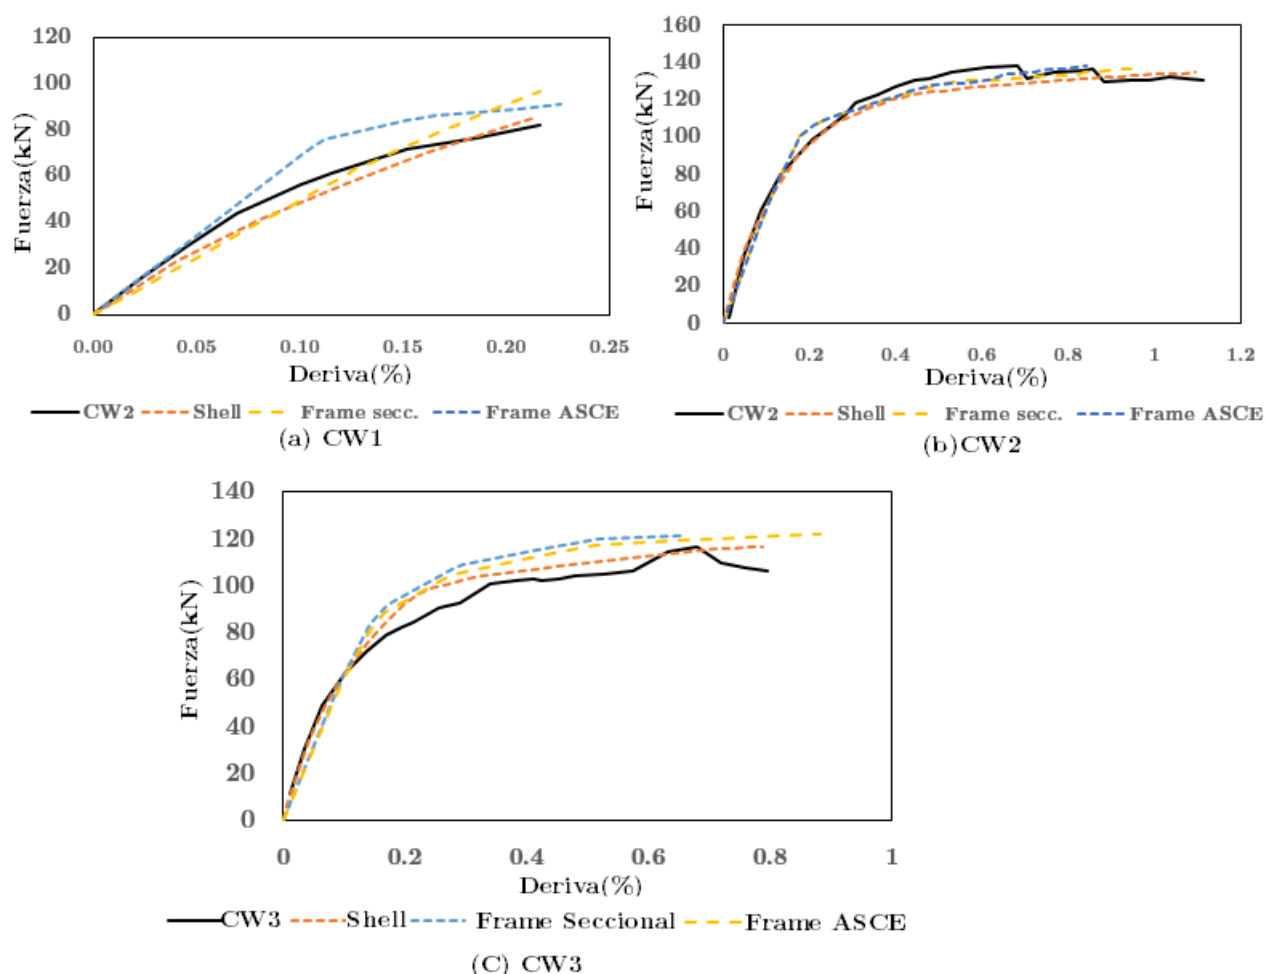 120
100
80
60
40
20
0
Fuerza(kN)
0.00 0.05 0.10 0.15 0.20 0.25
Deriva(%)
CW2 Shell Frame secc. Frame ASCE
(a) CW1
160
140
120
100
80
60
40
20
0
Fuerza(kN)
0 0.2 0.4 0.6 0.8 1 1.2
Deriva(%)
CW2 Shell Frame secc. Frame ASCE
(b)CW2
140
120
100
80
60
40
20
0
Fuerza(kN)
0 0.2 0.4 0.6 0.8 1
Deriva(%)
CW3 Shell Frame Seccional Frame ASCE
(C) CW3